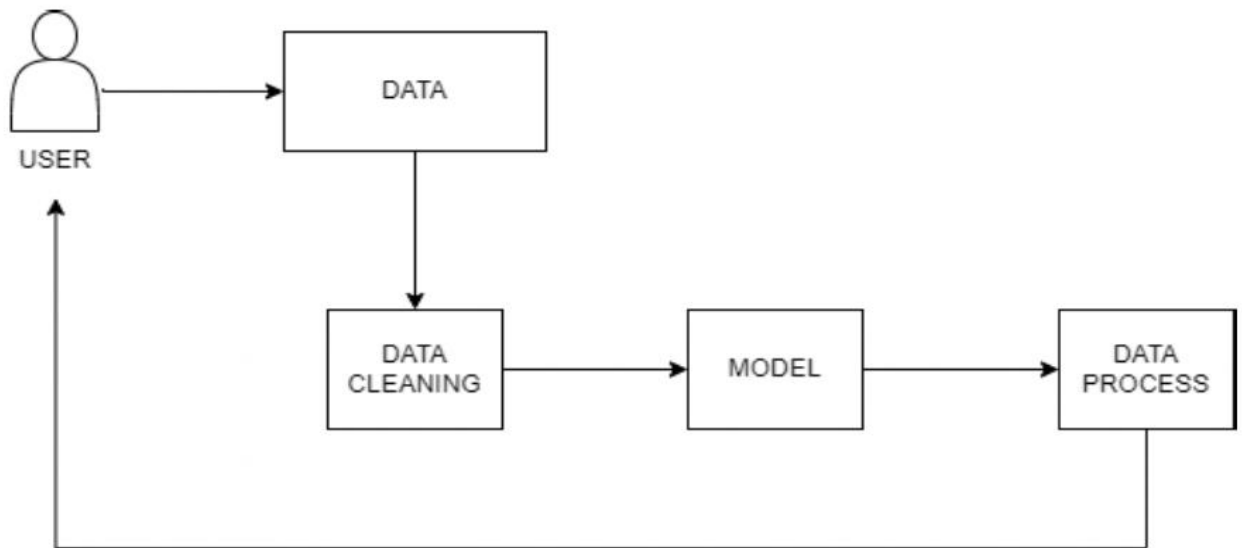 DATA
USER
DATA
CLEANING
MODEL
DATA
PROCESS